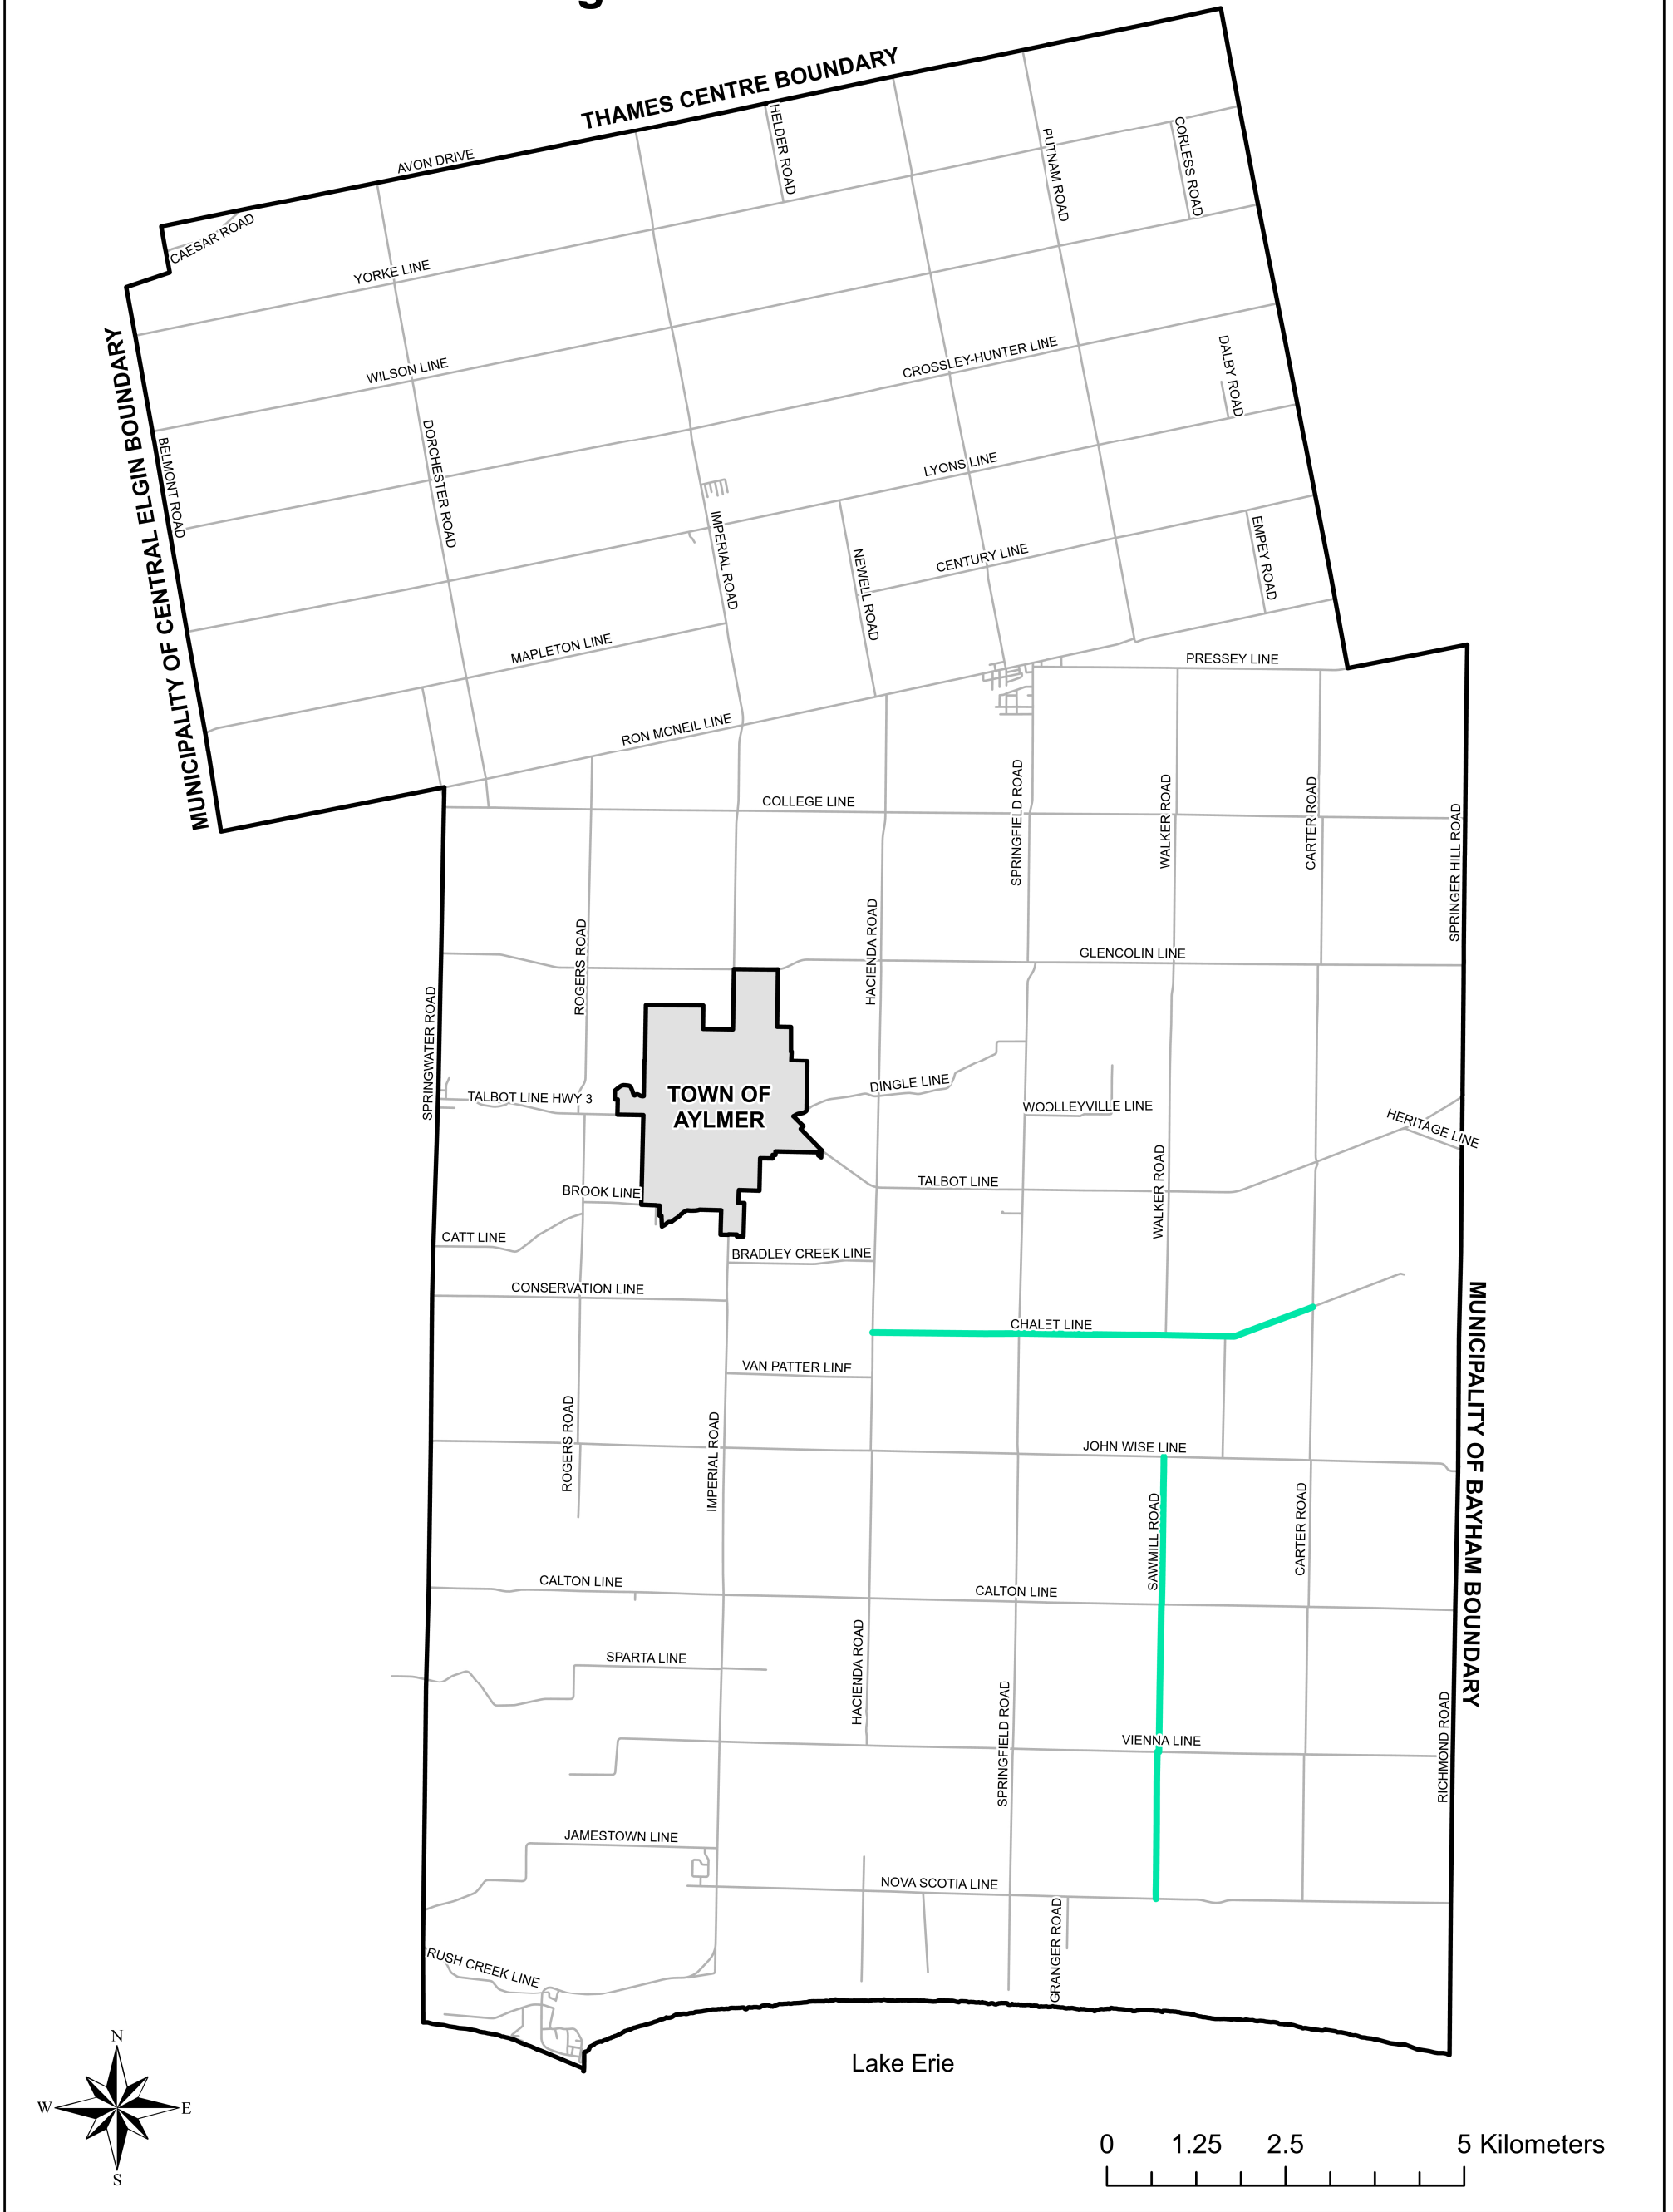 THAMES CENTRE BOUNDARY
AVON DRIVE
HELDER ROAD
PUTNAM ROAD
CORLESS ROAD
CAESAR ROAD
YORKE LINE
MUNICIPALITY OF CENTRAL ELGIN BOUNDARY
WILSON LINE
CROSSLEY-HUNTER LINE
DALBY ROAD
BELMONT ROAD
DORCHESTER ROAD
LYONS LINE
IMPERIAL ROAD
NEWELL ROAD
CENTURY LINE
EMPEY ROAD
MAPLETON LINE
PRESSEY LINE
RON MCNEIL LINE
COLLEGE LINE
SPRINGFIELD ROAD
WALKER ROAD
CARTER ROAD
SPRINGER HILL ROAD
ROGERS ROAD
HACIENDA ROAD
GLENCOLIN LINE
SPRINGWATER ROAD
TALBOT LINE HWY 3
TOWN OF
AYLMER
DINGLE LINE
WOOLLEYVILLE LINE
HERITAGE LINE
TALBOT LINE
WALKER ROAD
BROOK LINE
CATT LINE
BRADLEY CREEK LINE
CONSERVATION LINE
CHALET LINE
MUNICIPALITY OF BAYHAM BOUNDARY
VAN PATTER LINE
ROGERS ROAD
IMPERIAL ROAD
JOHN WISE LINE
SAWMILL ROAD
CARTER ROAD
CALTON LINE
CALTON LINE
HACIENDA ROAD
SPARTA LINE
SPRINGFIELD ROAD
VIENNA LINE
RICHMOND ROAD
JAMESTOWN LINE
NOVA SCOTIA LINE
GRANGER ROAD
RUSH CREEK LINE
Lake Erie
N
W E
S
0 1.25 2.5 5 Kilometers